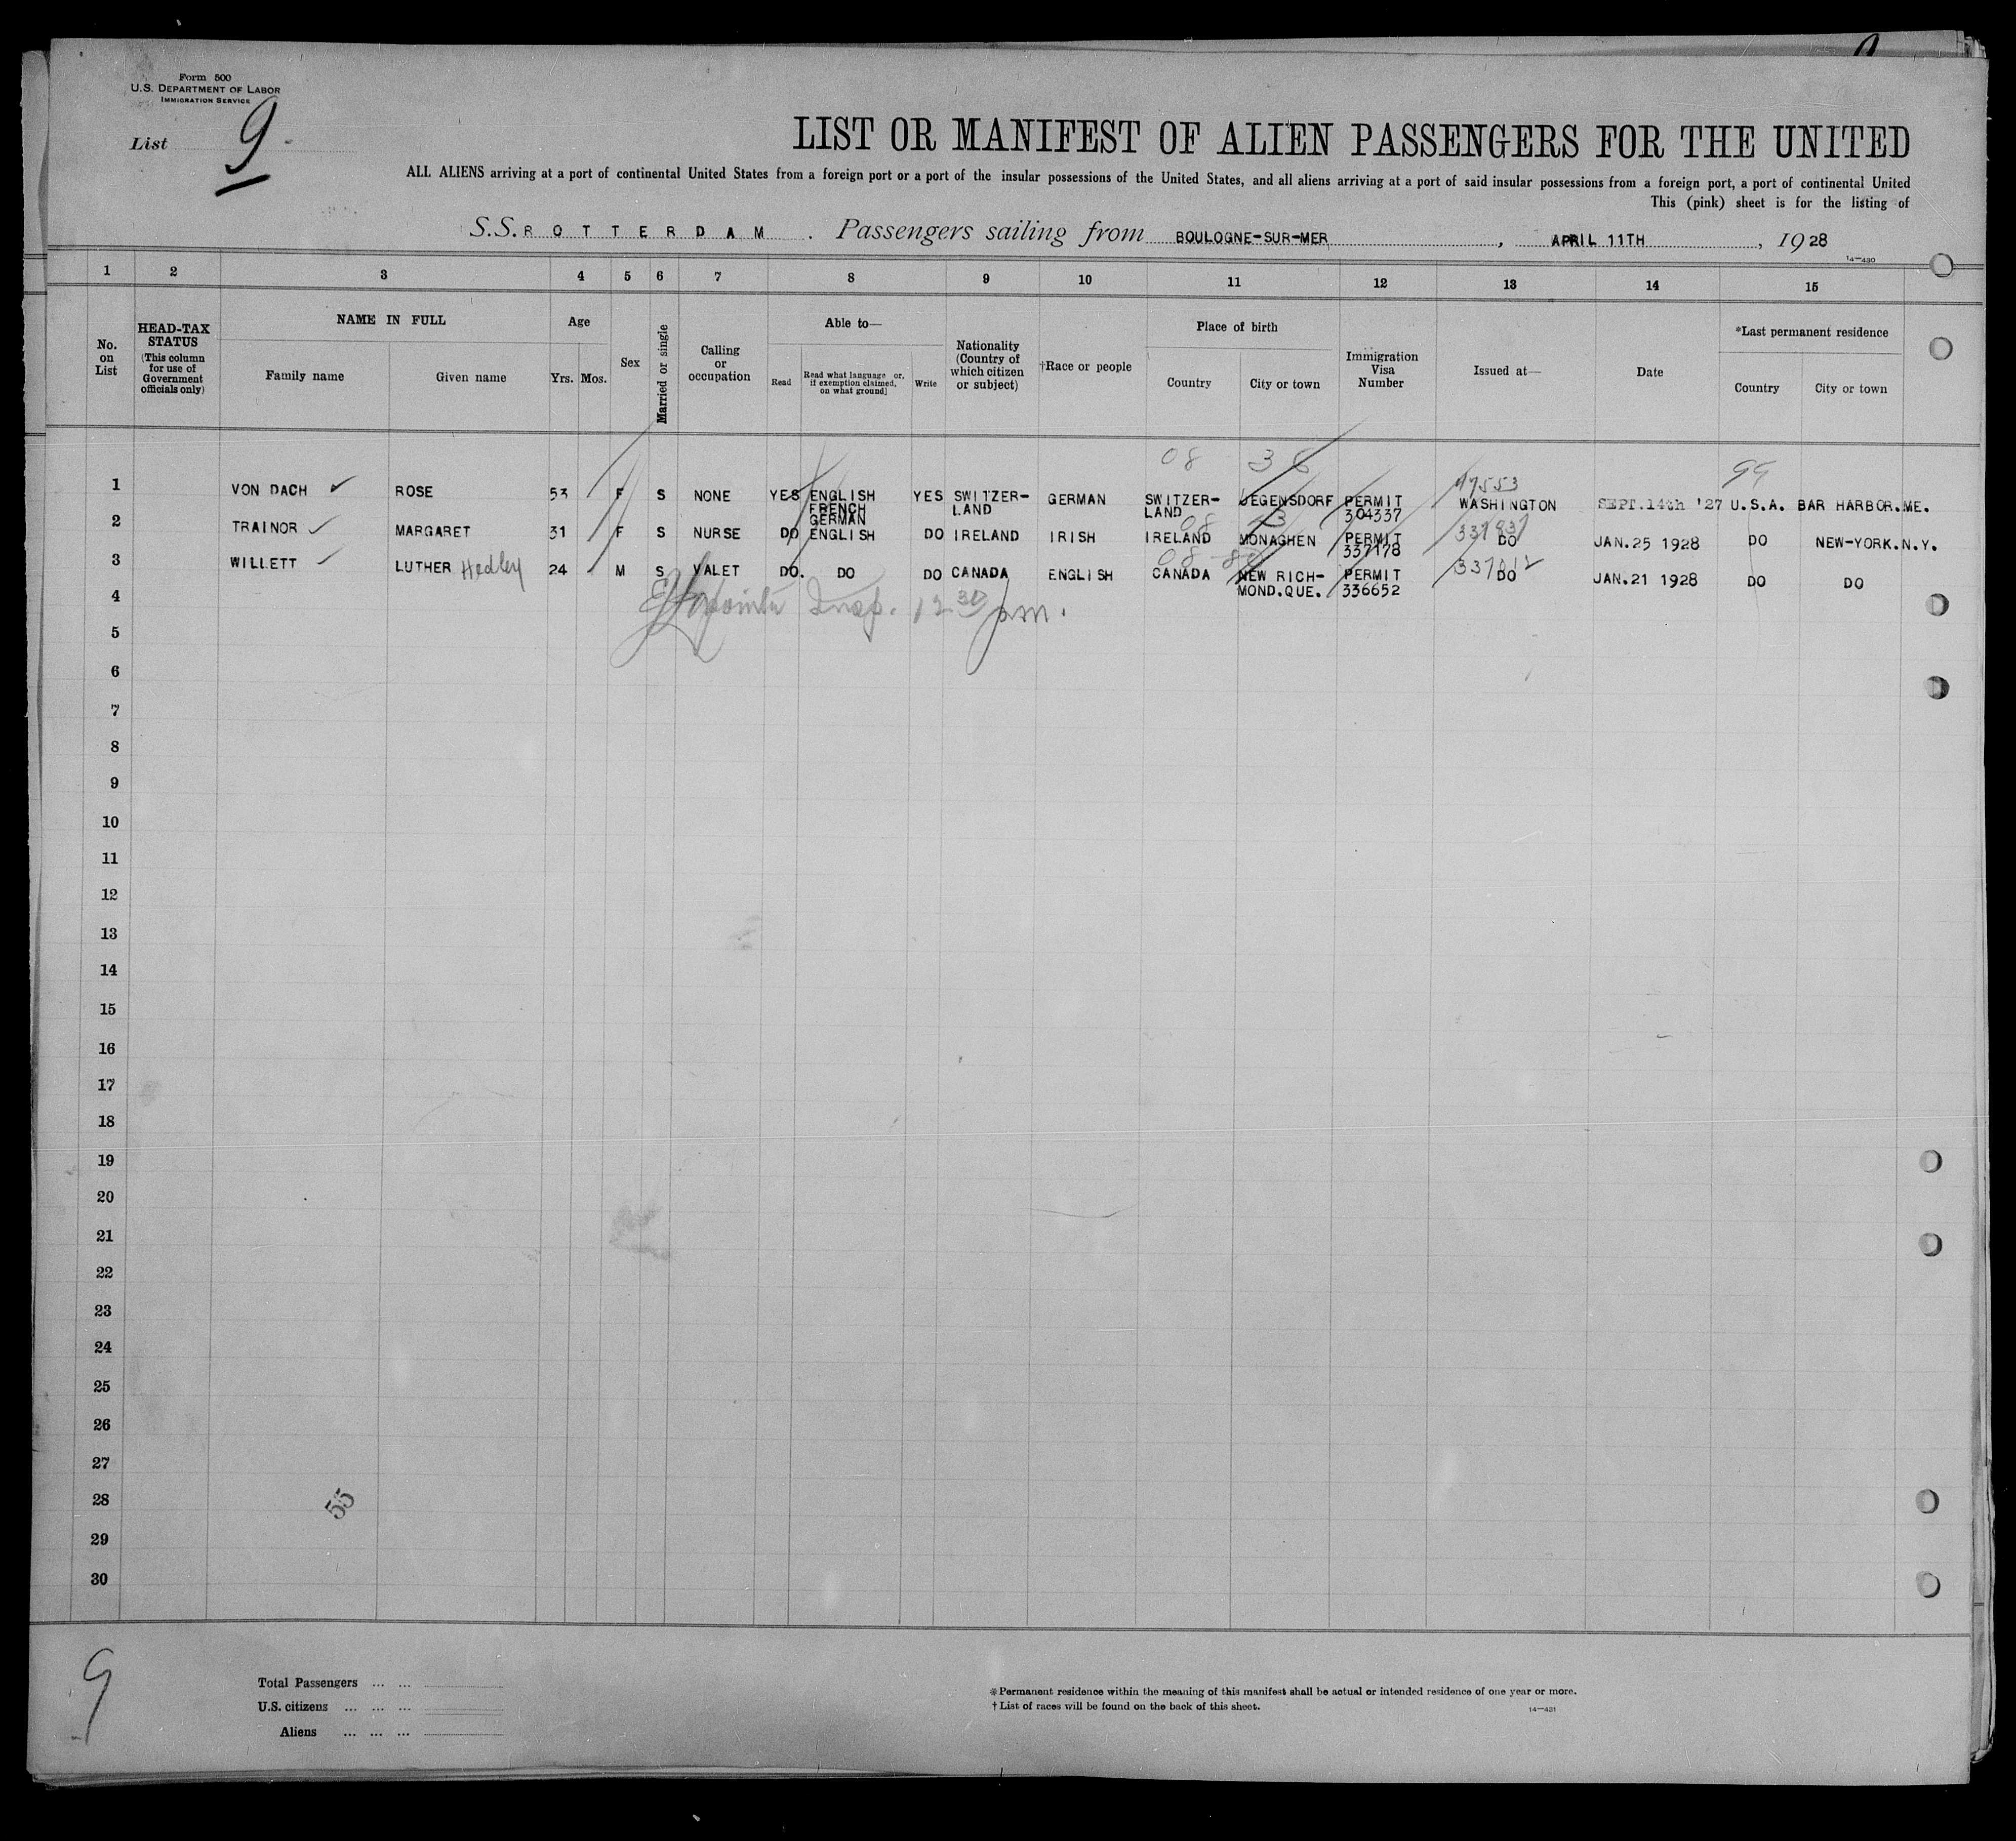 Form 500
U.S. DEPARTMENT OF LABOR
IMMIGRATION SERVICE
List 9
LIST OR MANIFEST OF ALIEN PASSENGERS FOR THE UNITED
ALL ALIENS arriving at a port of continental United States from a foreign port or a port of the insular possessions of the United States, and all aliens arriving at a port of said insular possessions from a foreign port, a port of continental United
This (pink) sheet is for the listing of
S.S. ROTTERDAM . Passengers sailing from BOULOGNE-SUR-MER , APRIL 11TH , 1928
14—430
1 2 3 4 5 6 7 8 9 10 11 12 13 14 15
No. on List
HEAD-TAX STATUS (This column for use of Government officials only)
NAME IN FULL
Family name
Given name
Age
Yrs. Mos.
Sex
Married or single
Calling or occupation
Able to—
Read
Read what language or, if exemption claimed, on what ground]
Write
Nationality (Country of which citizen or subject)
†Race or people
Place of birth
Country
City or town
Immigration Visa Number
Issued at—
Date
*Last permanent residence
Country
City or town
08 38 99
17553
1 VON DACH ROSE 53 F S NONE YES ENGLISH FRENCH GERMAN YES SWITZER-LAND GERMAN SWITZER-LAND JEGENSDORF PERMIT 304337 WASHINGTON SEPT.14th '27 U.S.A. BAR HARBOR.ME.
08
2 TRAINOR MARGARET 31 F S NURSE DO ENGLISH DO IRELAND IRISH IRELAND MONAGHEN PERMIT 337178 DO JAN.25 1928 DO NEW-YORK.N.Y.
08
3 WILLETT LUTHER Hedley 24 M S VALET DO. DO DO CANADA ENGLISH CANADA NEW RICH-MOND.QUE. PERMIT 336652 DO JAN.21 1928 DO DO
4
Insp. 12 30 pm.
5
6
7
8
9
10
11
12
13
14
15
16
17
18
19
20
21
22
23
24
25
26
27
28
29
30
55
9
Total Passengers ... ...
U.S. citizens ... ... ...
Aliens ... ... ...
*Permanent residence within the meaning of this manifest shall be actual or intended residence of one year or more.
†List of races will be found on the back of this sheet.
14—431